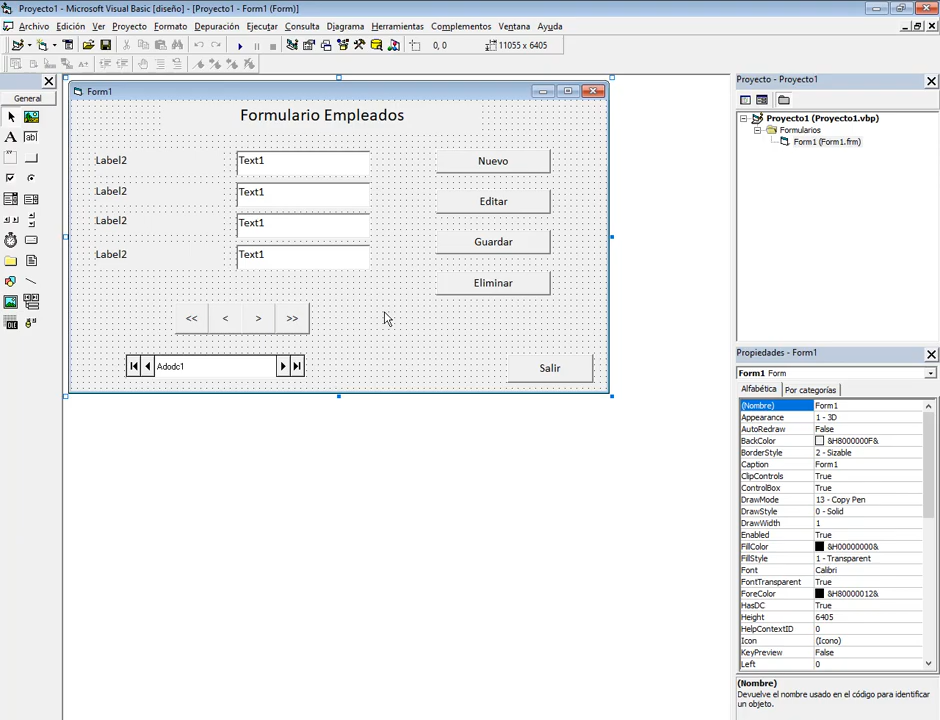 Proyecto1 - Microsoft Visual Basic [diseño] - [Proyecto1 - Form1 (Form)]
Archivo Edición Ver Proyecto Formato Depuración Ejecutar Consulta Diagrama Herramientas Complementos Ventana Ayuda
0, 0 11055 x 6405
General
Form1
Formulario Empleados
Label2 Text1 Nuevo
Label2 Text1 Editar
Label2 Text1 Guardar
Label2 Text1 Eliminar
<< < > >>
Adodc1 Salir
Proyecto - Proyecto1
Proyecto1 (Proyecto1.vbp)
Formularios
Form1 (Form1.frm)
Propiedades - Form1
Form1 Form
Alfabética Por categorías
(Nombre) Form1
Appearance 1 - 3D
AutoRedraw False
BackColor &H8000000F&
BorderStyle 2 - Sizable
Caption Form1
ClipControls True
ControlBox True
DrawMode 13 - Copy Pen
DrawStyle 0 - Solid
DrawWidth 1
Enabled True
FillColor &H00000000&
FillStyle 1 - Transparent
Font Calibri
FontTransparent True
ForeColor &H80000012&
HasDC True
Height 6405
HelpContextID 0
Icon (Icono)
KeyPreview False
Left 0
(Nombre)
Devuelve el nombre usado en el código para identificar
un objeto.